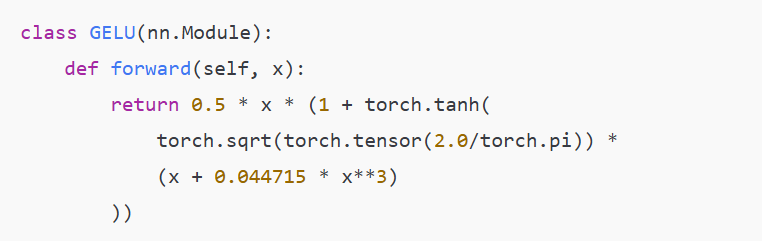 class GELU(nn.Module):
    def forward(self, x):
        return 0.5 * x * (1 + torch.tanh(
            torch.sqrt(torch.tensor(2.0/torch.pi)) *
            (x + 0.044715 * x**3)
        ))